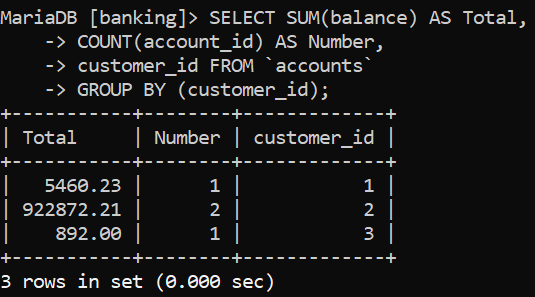 MariaDB [banking]> SELECT SUM(balance) AS Total,
    -> COUNT(account_id) AS Number,
    -> customer_id FROM `accounts`
    -> GROUP BY (customer_id);
+-----------+--------+-------------+
| Total     | Number | customer_id |
+-----------+--------+-------------+
|   5460.23 |      1 |           1 |
| 922872.21 |      2 |           2 |
|    892.00 |      1 |           3 |
+-----------+--------+-------------+
3 rows in set (0.000 sec)